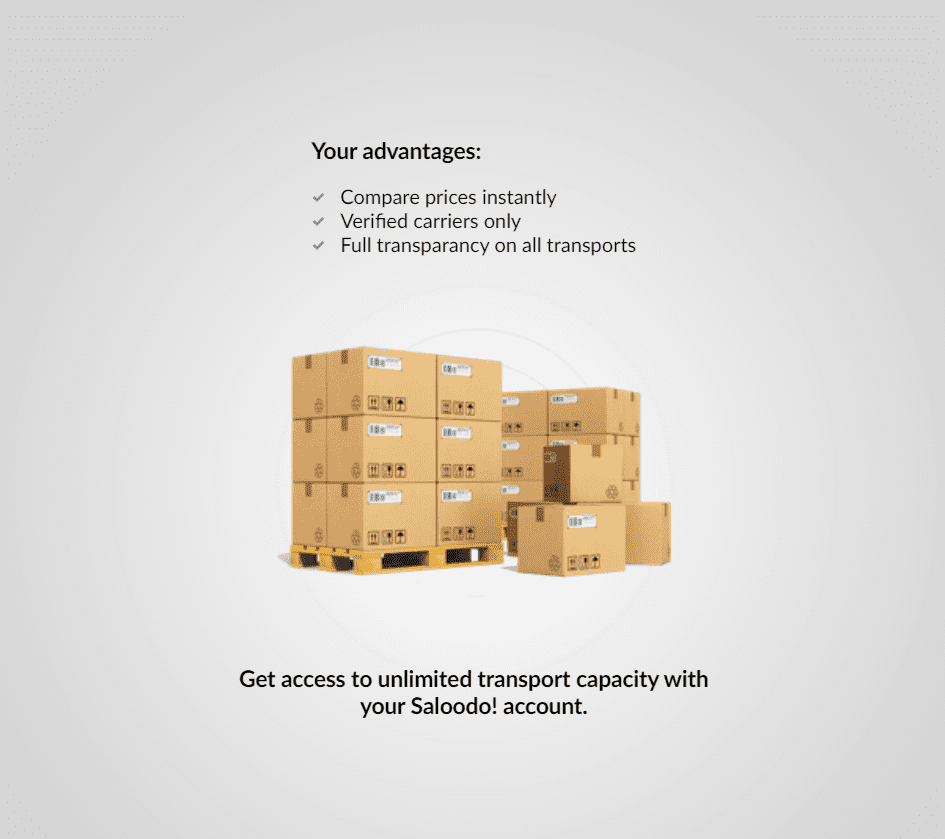 Your advantages:
Compare prices instantly
Verified carriers only
Full transparancy on all transports
Get access to unlimited transport capacity with
your Saloodo! account.